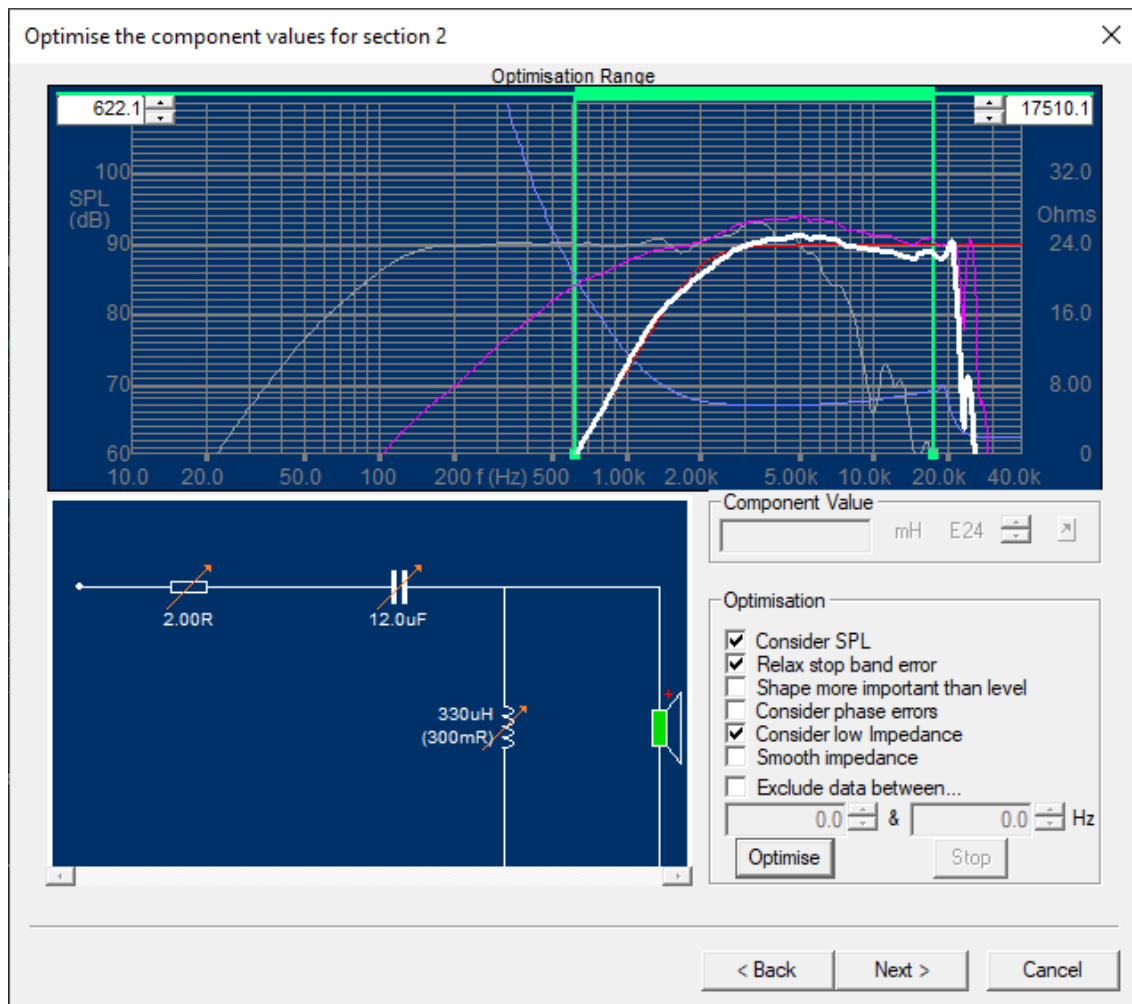 Optimise the component values for section 2
Optimisation Range
622.1
17510.1
100
32.0
SPL
(dB)
Ohms
90
24.0
80
16.0
70
8.00
60
0
10.0 20.0 50.0 100 200 f (Hz) 500 1.00k 2.00k 5.00k 10.0k 20.0k 40.0k
Component Value
mH E24
2.00R
12.0uF
330uH
(300mR)
+
Optimisation
Consider SPL
Relax stop band error
Shape more important than level
Consider phase errors
Consider low Impedance
Smooth impedance
Exclude data between...
0.0 & 0.0 Hz
Optimise Stop
< Back Next > Cancel